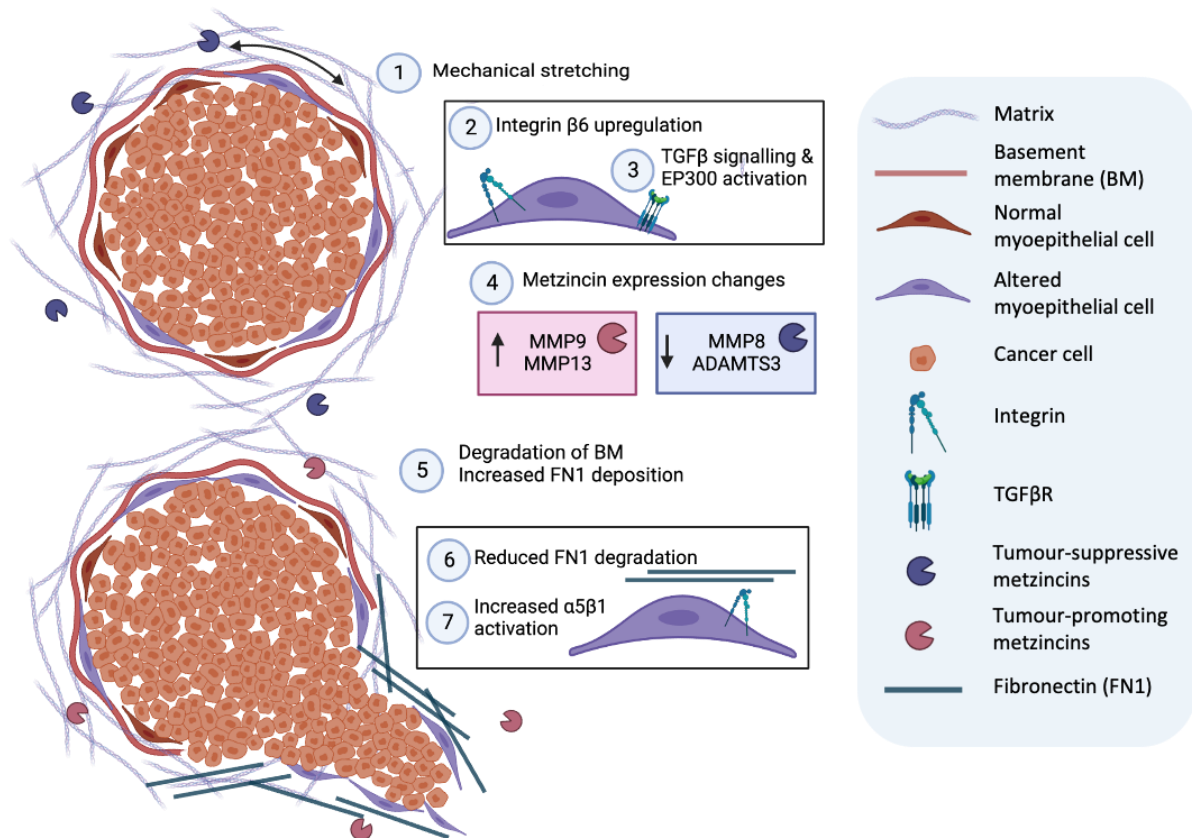 1 Mechanical stretching
2 Integrin β6 upregulation
3 TGFβ signalling &
EP300 activation
4 Metzincin expression changes
MMP9
MMP13
MMP8
ADAMTS3
5 Degradation of BM
Increased FN1 deposition
6 Reduced FN1 degradation
7 Increased α5β1
activation
Matrix
Basement
membrane (BM)
Normal
myoepithelial cell
Altered
myoepithelial cell
Cancer cell
Integrin
TGFβR
Tumour-suppressive
metzincins
Tumour-promoting
metzincins
Fibronectin (FN1)